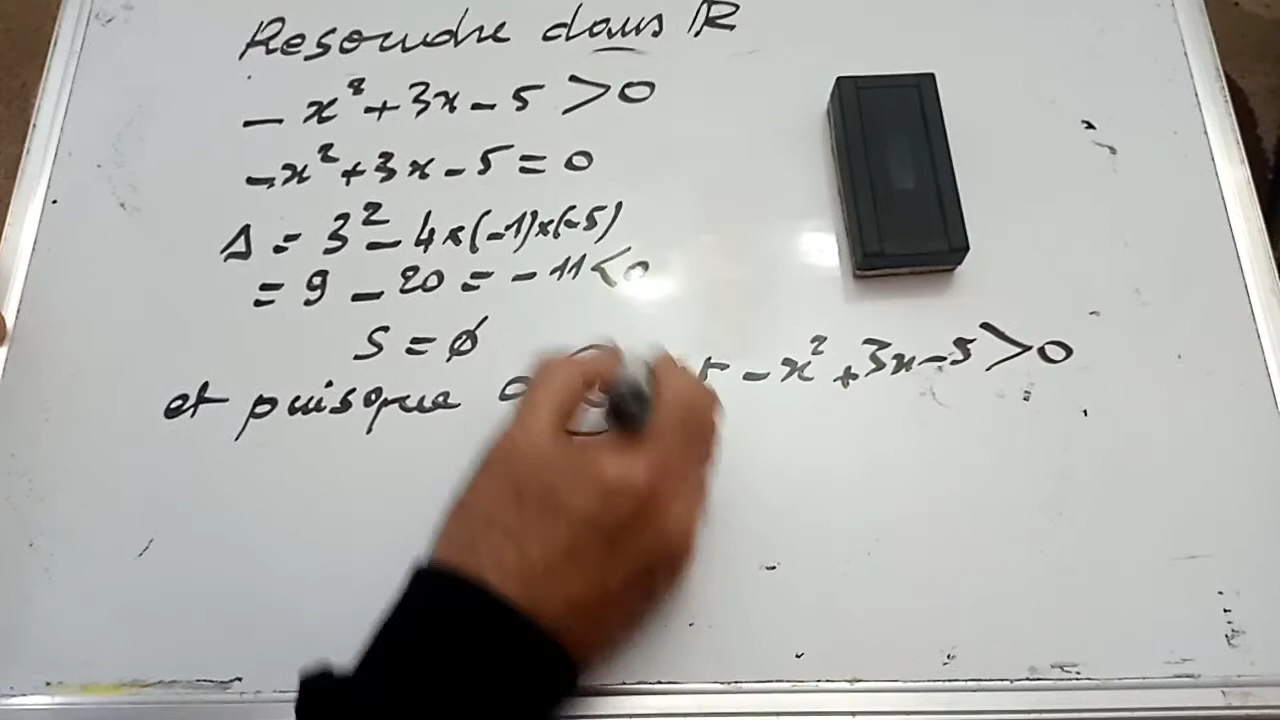 Resoudre dans ℝ
- x² + 3x - 5 > 0
- x² + 3x - 5 = 0
Δ = 3² - 4 × (-1) × (-5)
= 9 - 20 = - 11 < 0
S = ∅
et puisque - x² + 3x - 5 > 0